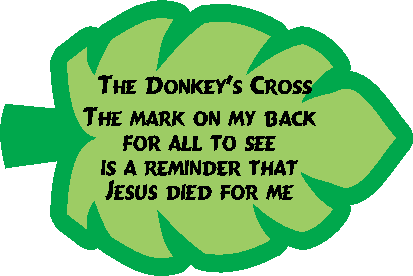 The Donkey's Cross
The mark on my back
for all to see
is a reminder that
Jesus died for me